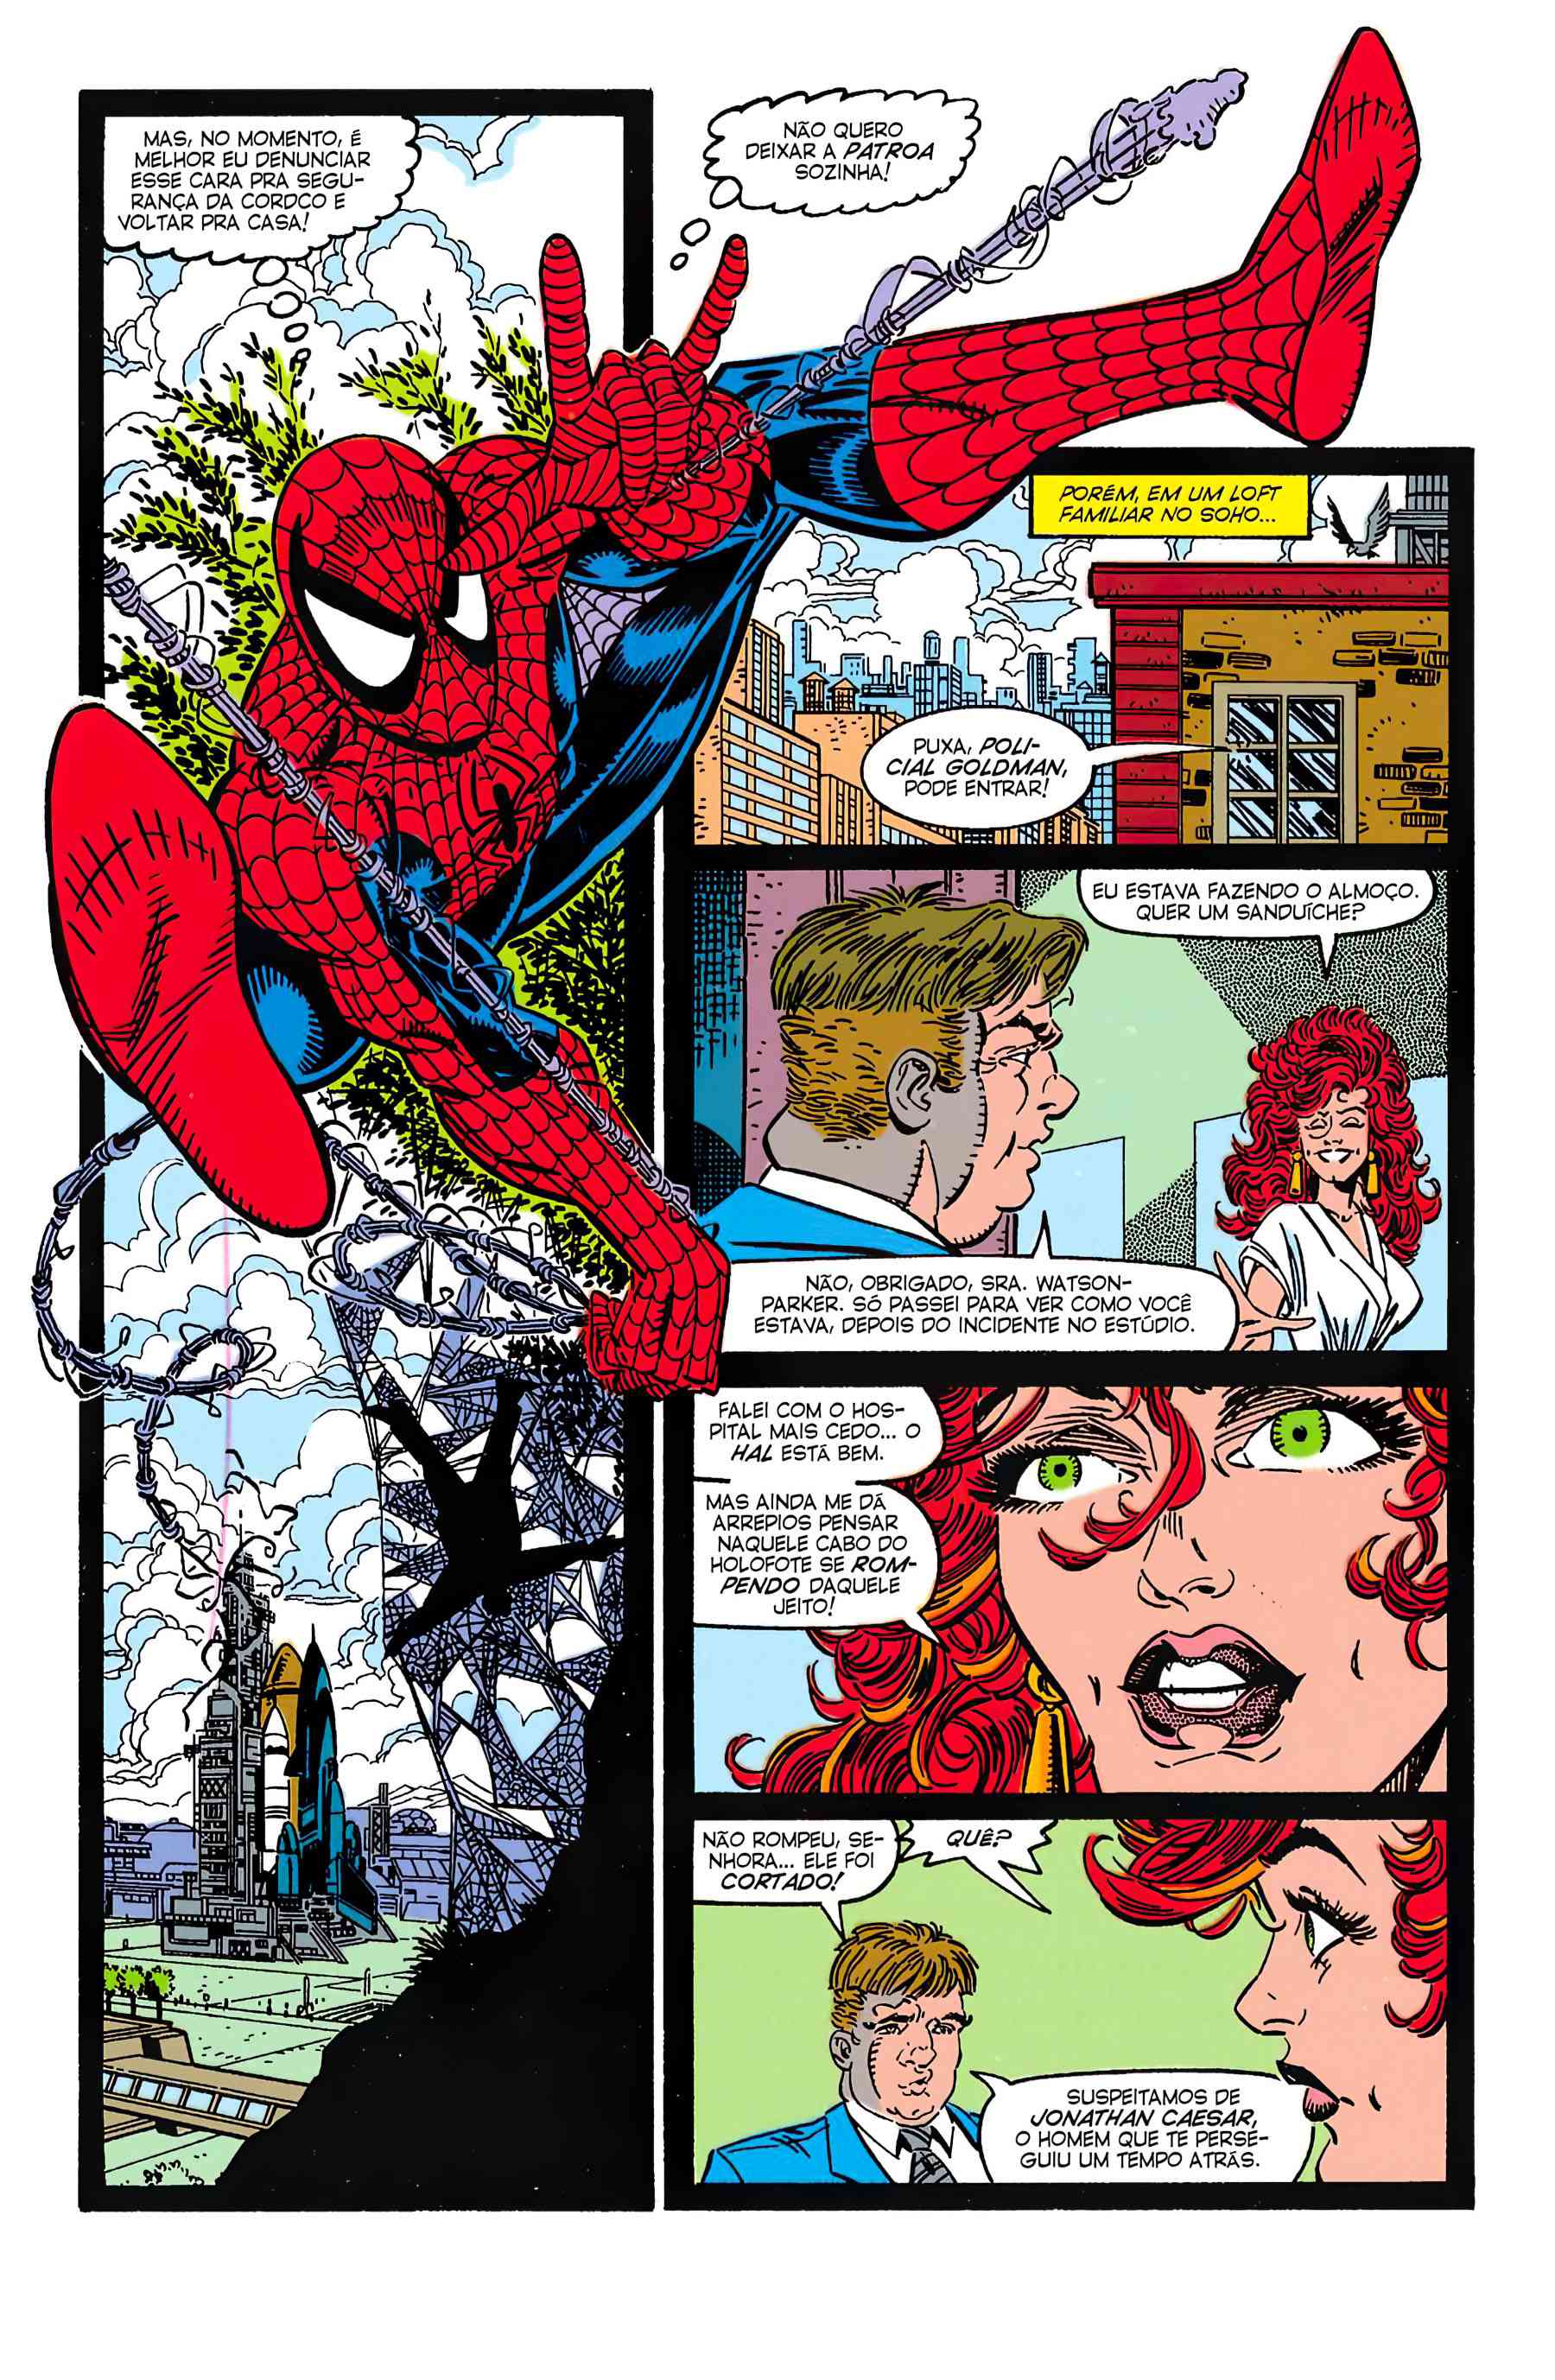 MAS, NO MOMENTO, É
MELHOR EU DENUNCIAR
ESSE CARA PRA SEGU-
RANÇA DA CORDCO E
VOLTAR PRA CASA!
NÃO QUERO
DEIXAR A PATROA
SOZINHA!
PORÉM, EM UM LOFT
FAMILIAR NO SOHO...
PUXA, POLI-
CIAL GOLDMAN,
PODE ENTRAR!
EU ESTAVA FAZENDO O ALMOÇO.
QUER UM SANDUÍCHE?
NÃO, OBRIGADO, SRA. WATSON-
PARKER. SÓ PASSEI PARA VER COMO VOCÊ
ESTAVA, DEPOIS DO INCIDENTE NO ESTÚDIO.
FALEI COM O HOS-
PITAL MAIS CEDO... O
HAL ESTÁ BEM.
MAS AINDA ME DÁ
ARREPIOS PENSAR
NAQUELE CABO DO
HOLOFOTE SE ROM-
PENDO DAQUELE
JEITO!
NÃO ROMPEU, SE-
NHORA... ELE FOI
CORTADO!
QUÊ?
SUSPEITAMOS DE
JONATHAN CAESAR,
O HOMEM QUE TE PERSE-
GUIU UM TEMPO ATRÁS.